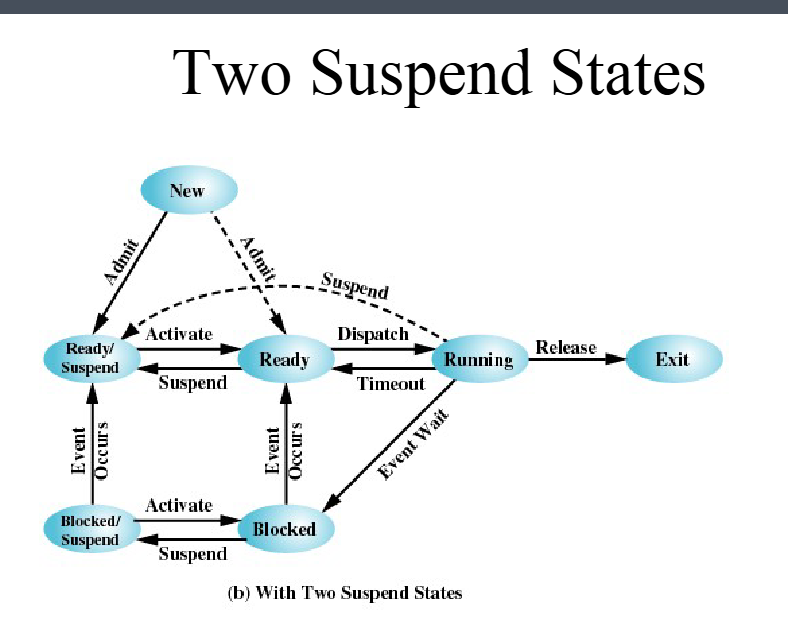 Two Suspend States
New
Admit
Admit
Suspend
Ready/
Suspend
Activate
Suspend
Ready
Dispatch
Timeout
Running
Release
Exit
Event
Occurs
Event
Occurs
Event Wait
Blocked/
Suspend
Activate
Suspend
Blocked
(b) With Two Suspend States